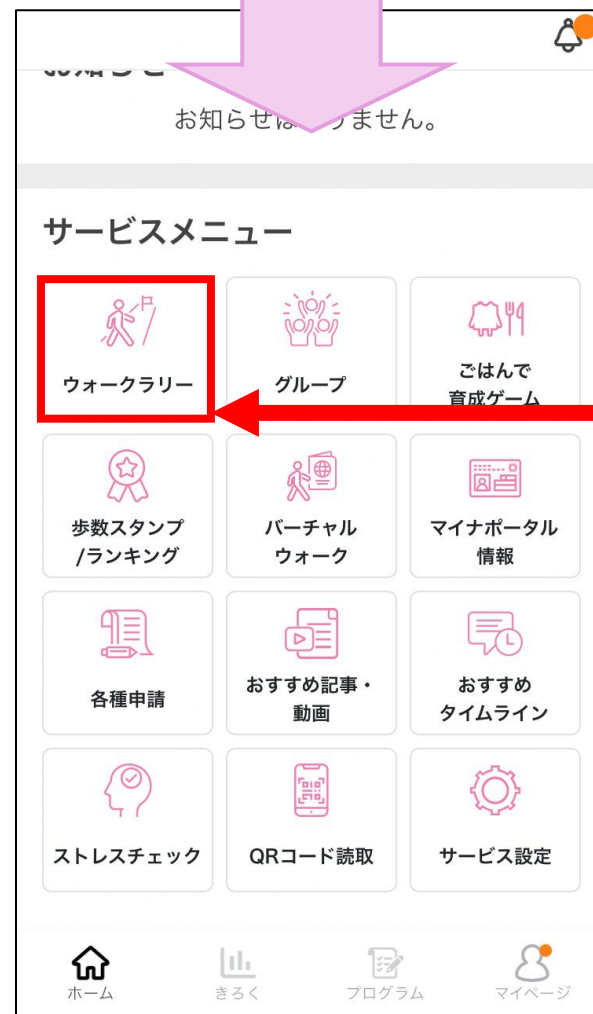 お知らせ
サービスメニュー
ウォークラリー
グループ
ごはんで
育成ゲーム
歩数スタンプ
/ランキング
バーチャル
ウォーク
マイナポータル
情報
各種申請
おすすめ記事・
動画
おすすめ
タイムライン
ストレスチェック
QRコード読取
サービス設定
ホーム
きろく
プログラム
マイページ